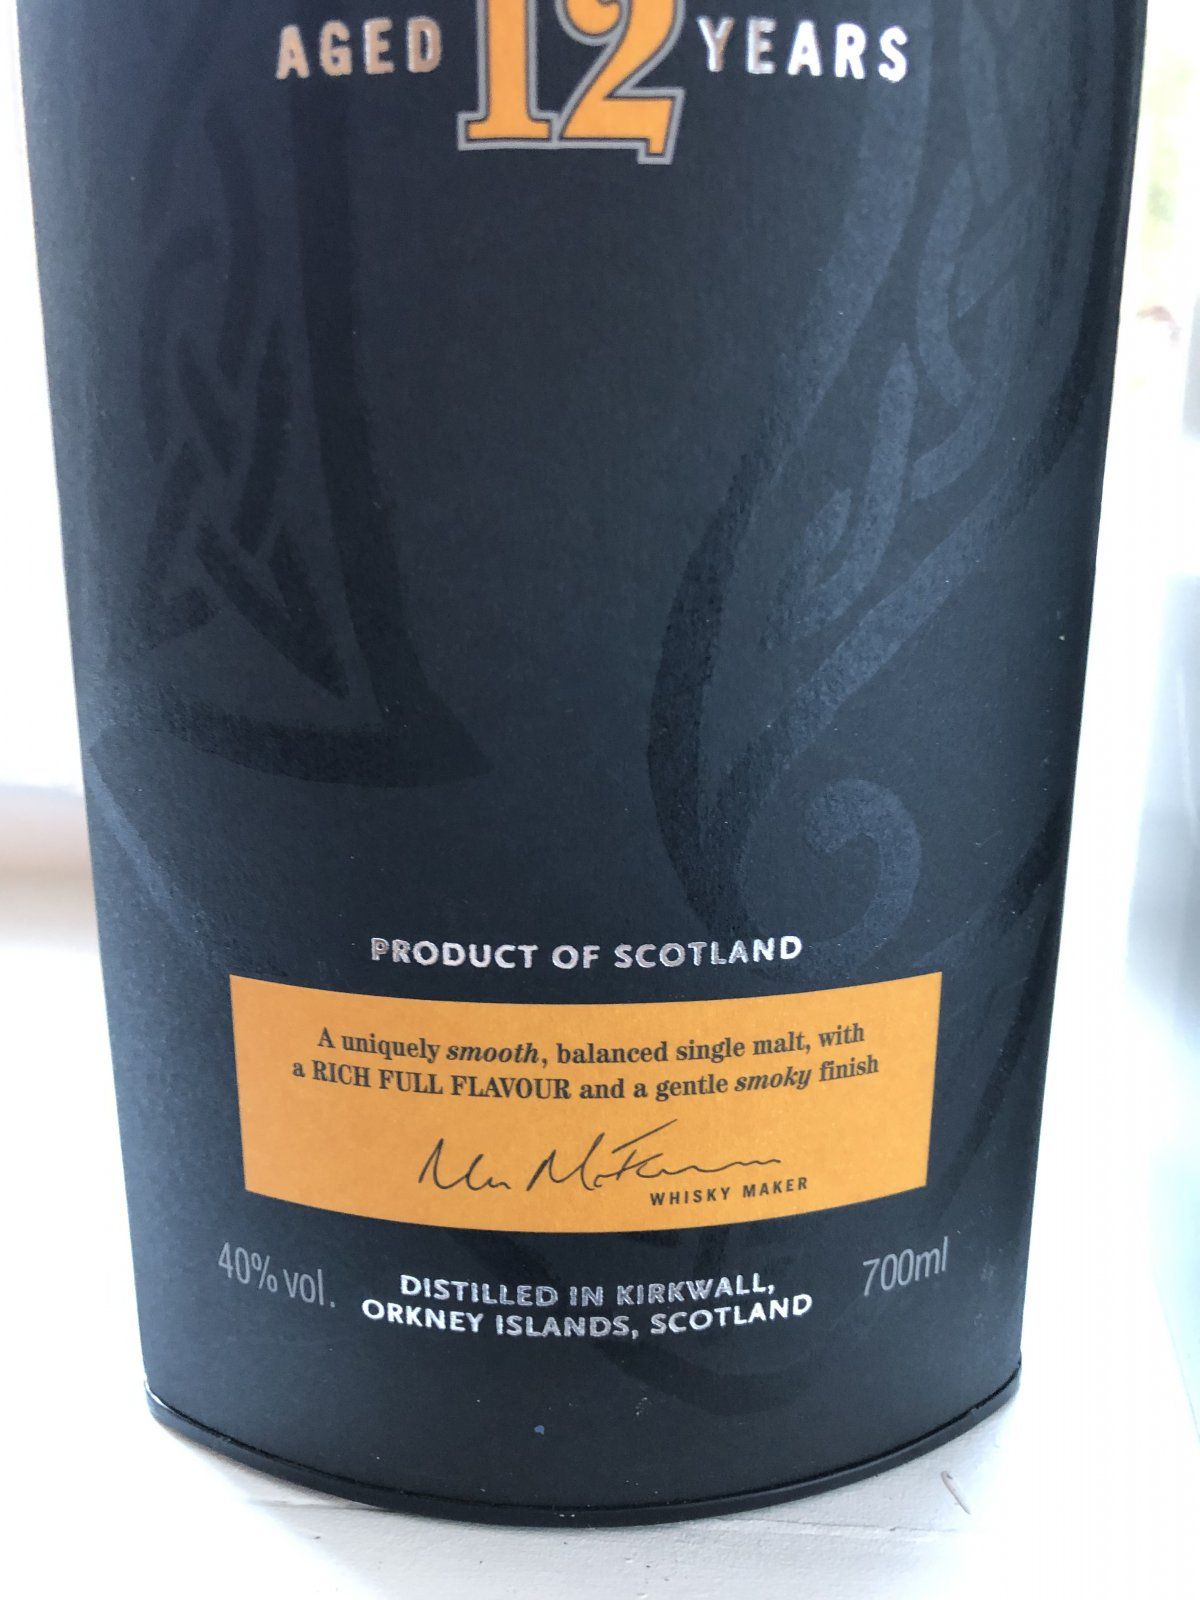 AGED 12 YEARS
PRODUCT OF SCOTLAND
A uniquely smooth, balanced single malt, with
a RICH FULL FLAVOUR and a gentle smoky finish
WHISKY MAKER
40% vol.
DISTILLED IN KIRKWALL,
ORKNEY ISLANDS, SCOTLAND
700ml